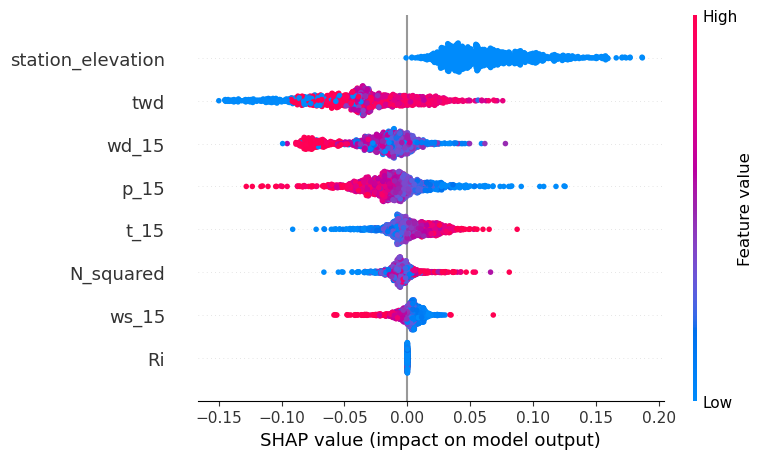 High
station_elevation
twd
wd_15
p_15
t_15
N_squared
ws_15
Ri
Feature value
Low
−0.15 −0.10 −0.05 0.00 0.05 0.10 0.15 0.20
SHAP value (impact on model output)